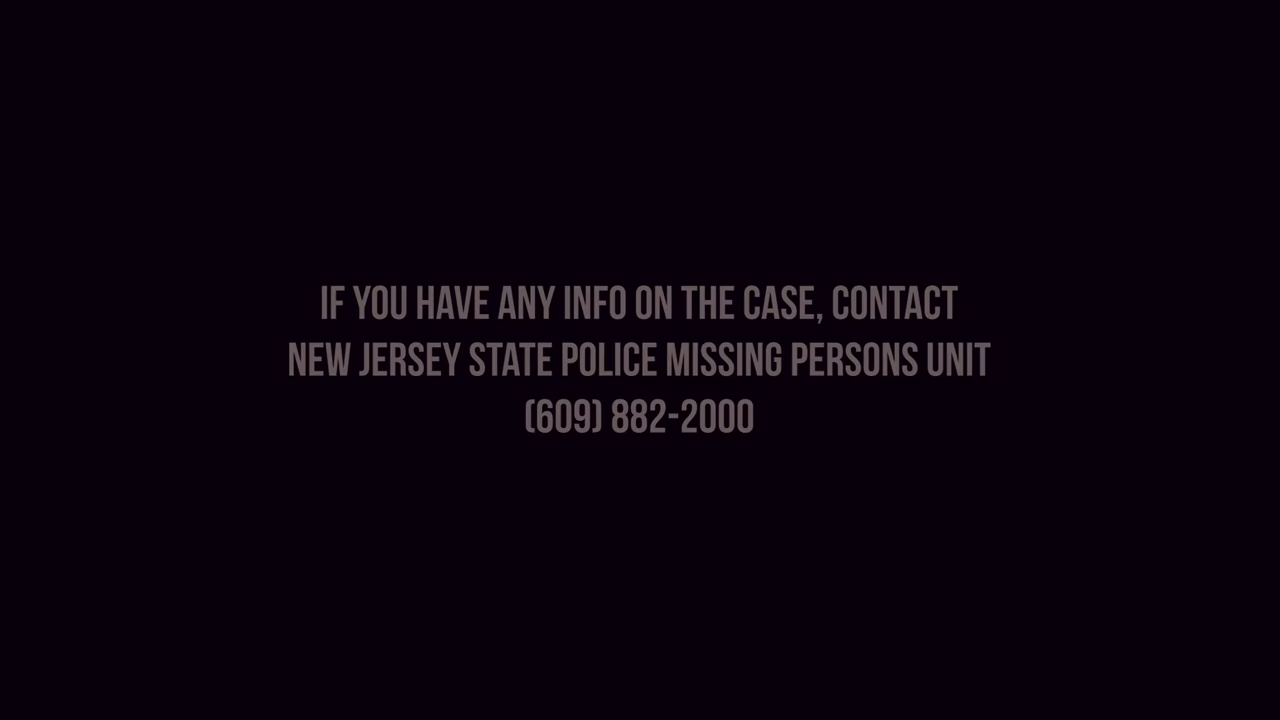 IF YOU HAVE ANY INFO ON THE CASE, CONTACT
NEW JERSEY STATE POLICE MISSING PERSONS UNIT
(609) 882-2000